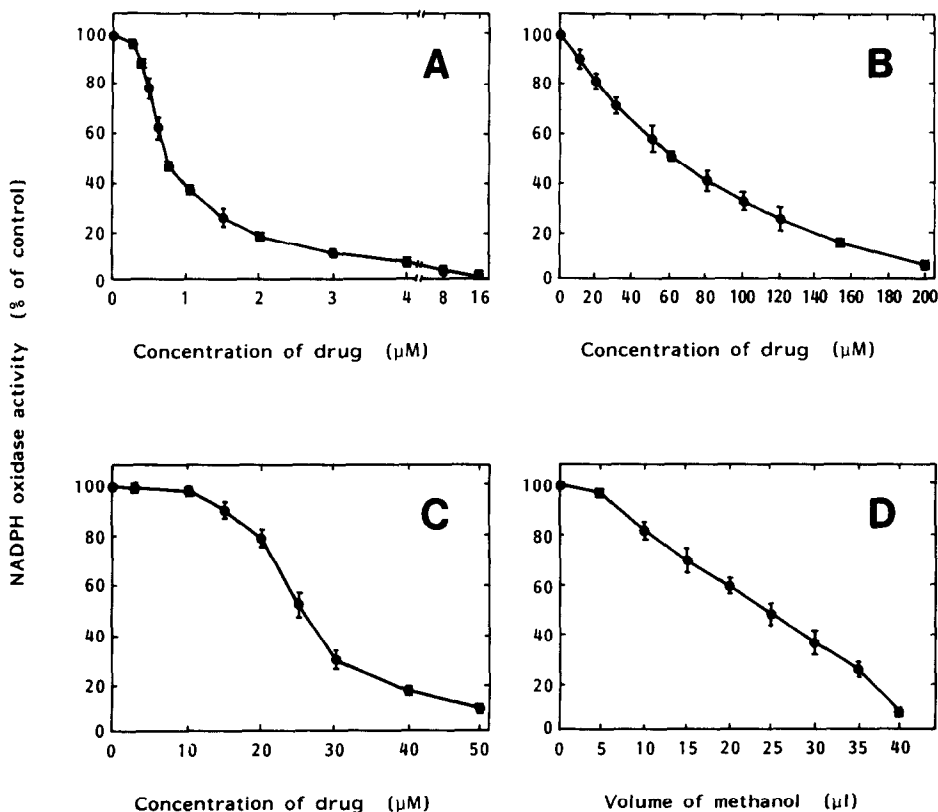 NADPH oxidase activity (% of control)
A
100
80
60
40
20
0
0 1 2 3 4 8 16
Concentration of drug (μM)
B
100
80
60
40
20
0
0 20 40 60 80 100 120 140 160 180 200
Concentration of drug (μM)
C
100
80
60
40
20
0
0 10 20 30 40 50
Concentration of drug (μM)
D
100
80
60
40
20
0
0 5 10 15 20 25 30 35 40
Volume of methanol (μl)